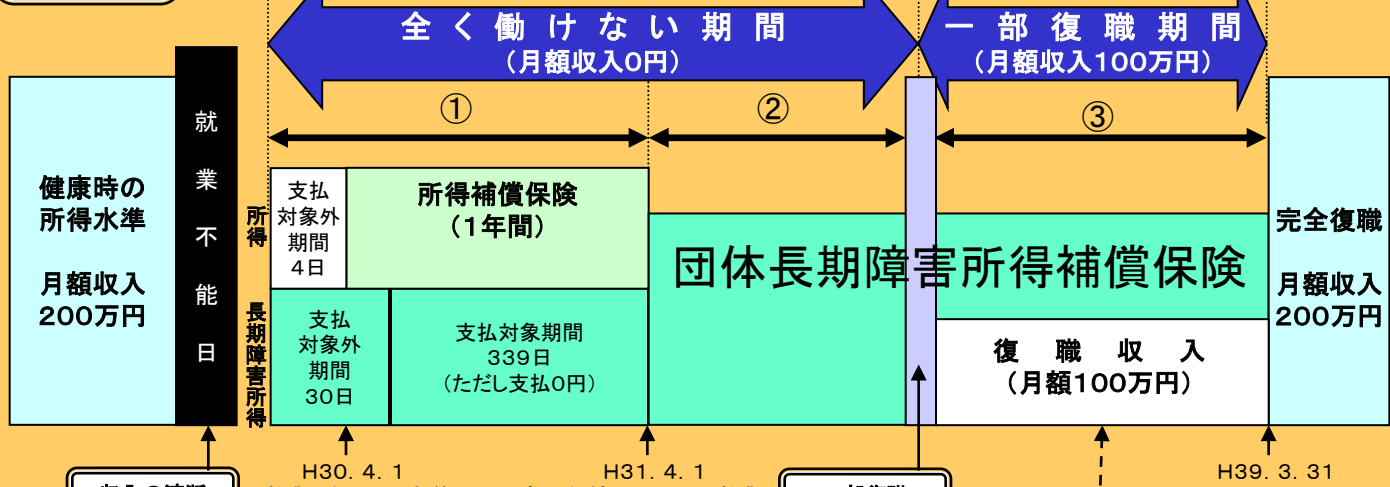 全く働けない期間
（月額収入０円）
一部復職期間
（月額収入１００万円）
①
②
③
健康時の
所得水準
月額収入
２００万円
就業不能日
所得
長期障害所得
支払
対象外
期間
４日
所得補償保険
（１年間）
支払
対象外
期間
３０日
支払対象期間
３３９日
（ただし支払０円）
団体長期障害所得補償保険
復職収入
（月額１００万円）
完全復職
月額収入
２００万円
Ｈ３０．４．１
Ｈ３１．４．１
Ｈ３９．３．３１